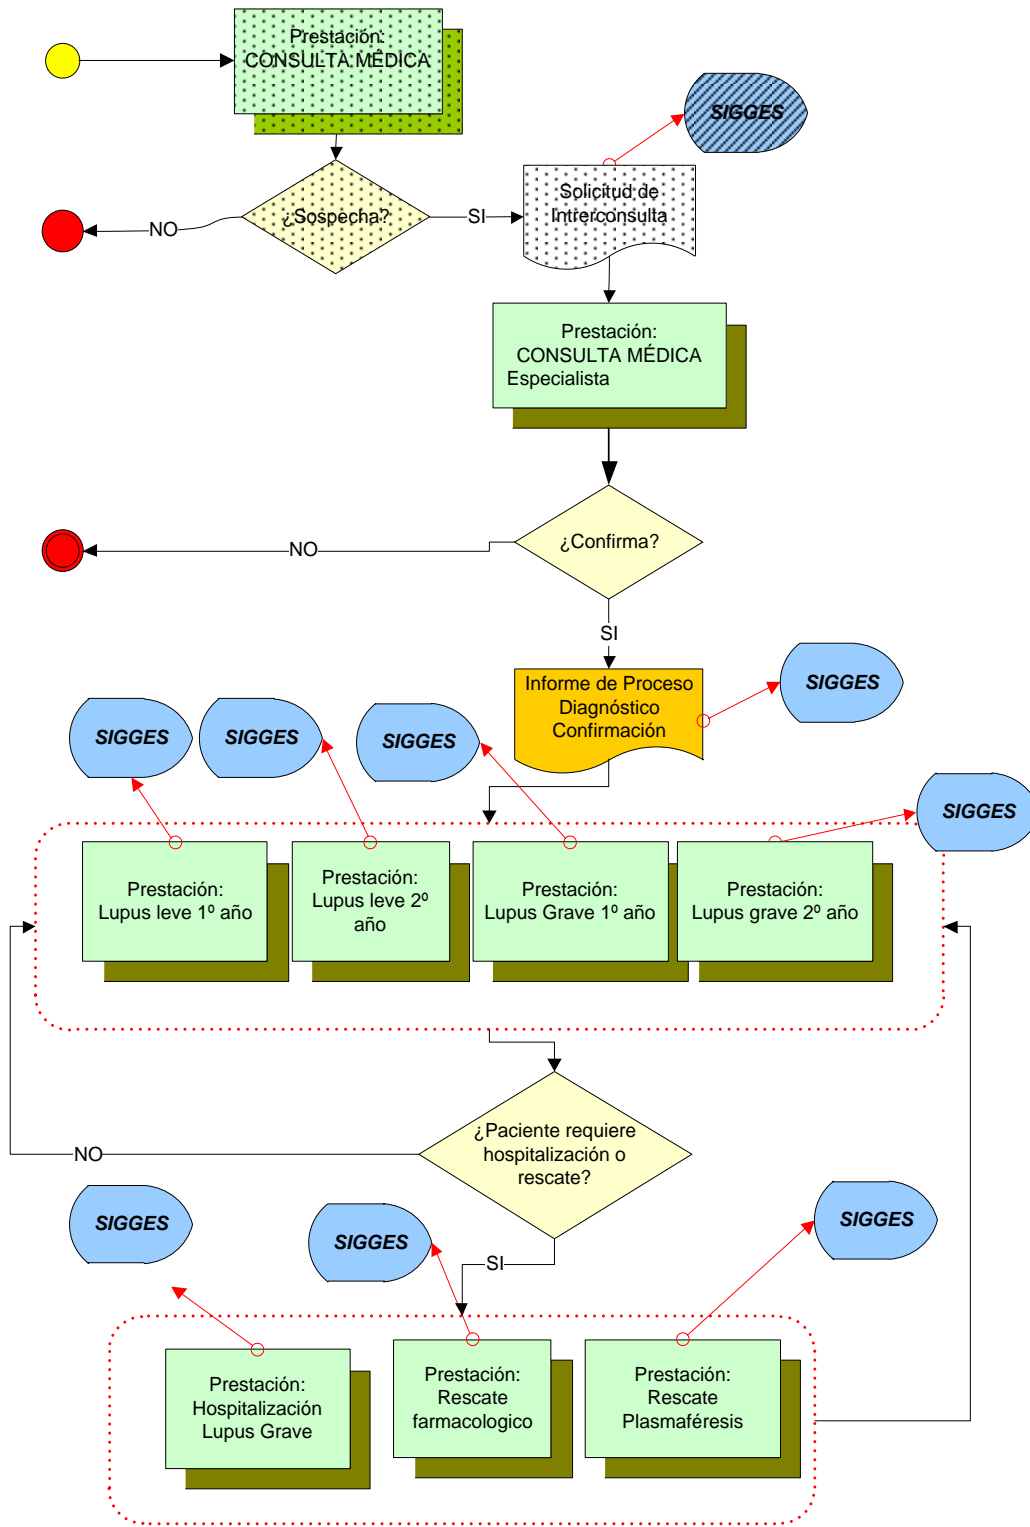 Prestación:
CONSULTA MÉDICA
SIGGES
Solicitud de
Intrerconsulta
¿Sospecha?
SI
NO
Prestación:
CONSULTA MÉDICA
Especialista
¿Confirma?
NO
SI
Informe de Proceso
Diagnóstico
Confirmación
SIGGES
SIGGES
SIGGES
SIGGES
SIGGES
Prestación:
Lupus leve 1º año
Prestación:
Lupus leve 2º
año
Prestación:
Lupus Grave 1º año
Prestación:
Lupus grave 2º año
¿Paciente requiere
hospitalización o
rescate?
NO
SI
SIGGES
SIGGES
SIGGES
Prestación:
Hospitalización
Lupus Grave
Prestación:
Rescate
farmacologico
Prestación:
Rescate
Plasmaféresis